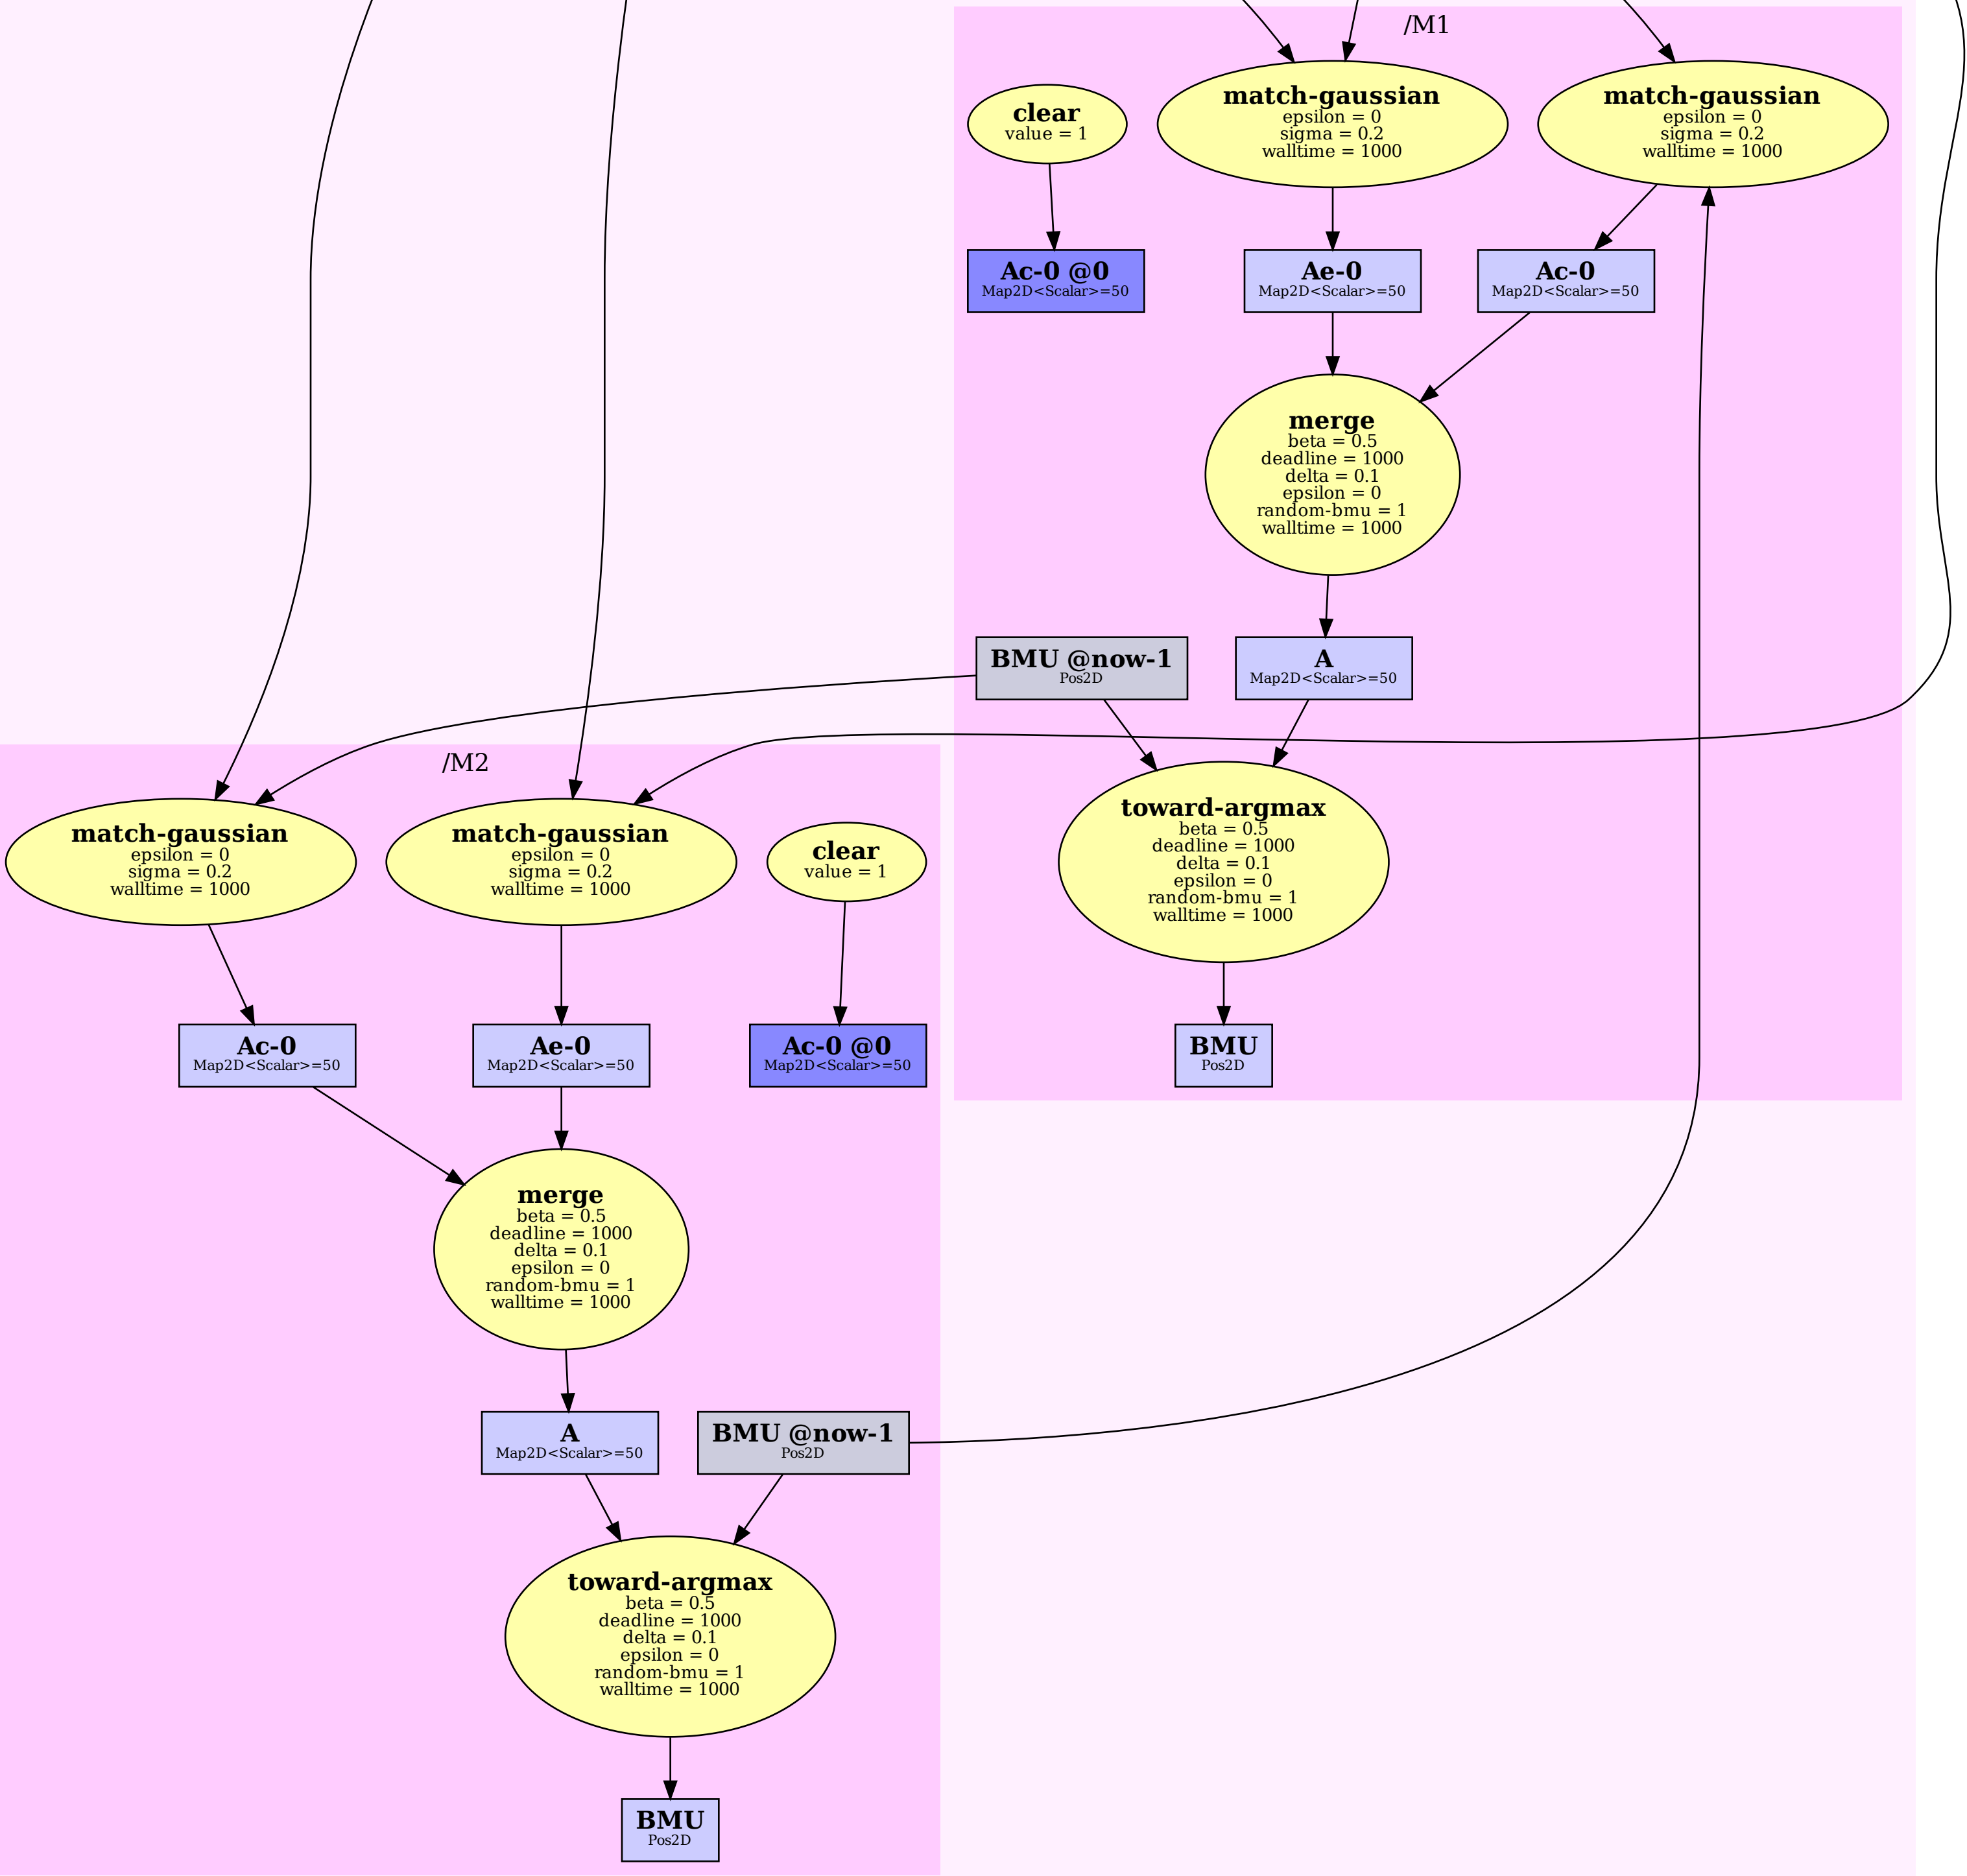 /M1
clear
value = 1
match-gaussian
epsilon = 0
sigma = 0.2
walltime = 1000
match-gaussian
epsilon = 0
sigma = 0.2
walltime = 1000
Ac-0 @0
Map2D<Scalar>=50
Ae-0
Map2D<Scalar>=50
Ac-0
Map2D<Scalar>=50
merge
beta = 0.5
deadline = 1000
delta = 0.1
epsilon = 0
random-bmu = 1
walltime = 1000
BMU @now-1
Pos2D
A
Map2D<Scalar>=50
toward-argmax
beta = 0.5
deadline = 1000
delta = 0.1
epsilon = 0
random-bmu = 1
walltime = 1000
BMU
Pos2D
/M2
match-gaussian
epsilon = 0
sigma = 0.2
walltime = 1000
match-gaussian
epsilon = 0
sigma = 0.2
walltime = 1000
clear
value = 1
Ac-0
Map2D<Scalar>=50
Ae-0
Map2D<Scalar>=50
Ac-0 @0
Map2D<Scalar>=50
merge
beta = 0.5
deadline = 1000
delta = 0.1
epsilon = 0
random-bmu = 1
walltime = 1000
A
Map2D<Scalar>=50
BMU @now-1
Pos2D
toward-argmax
beta = 0.5
deadline = 1000
delta = 0.1
epsilon = 0
random-bmu = 1
walltime = 1000
BMU
Pos2D